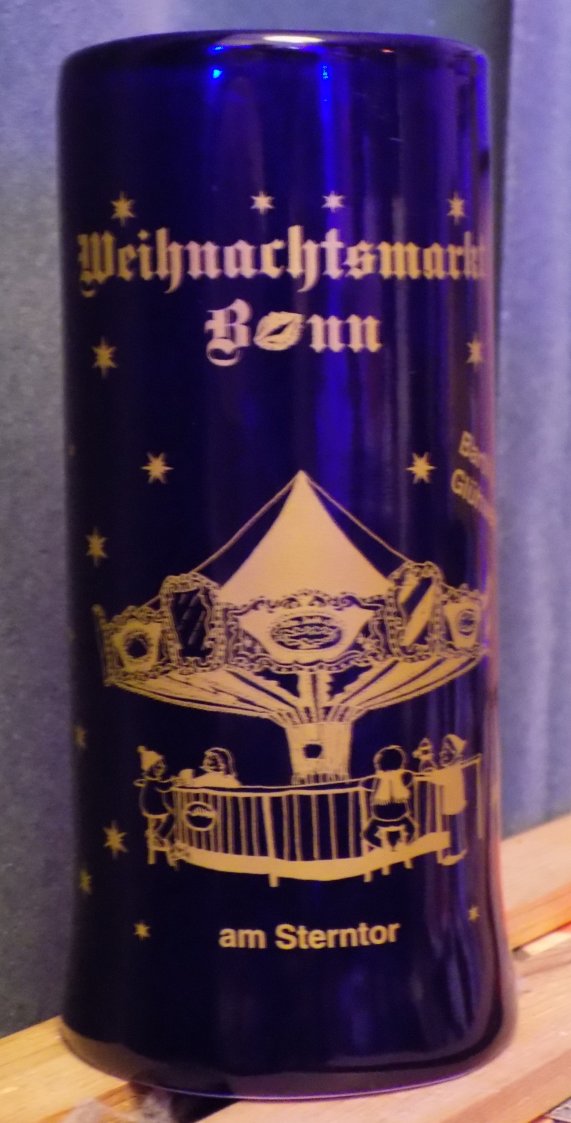 Weihnachtsmarkt
Bonn
am Sterntor